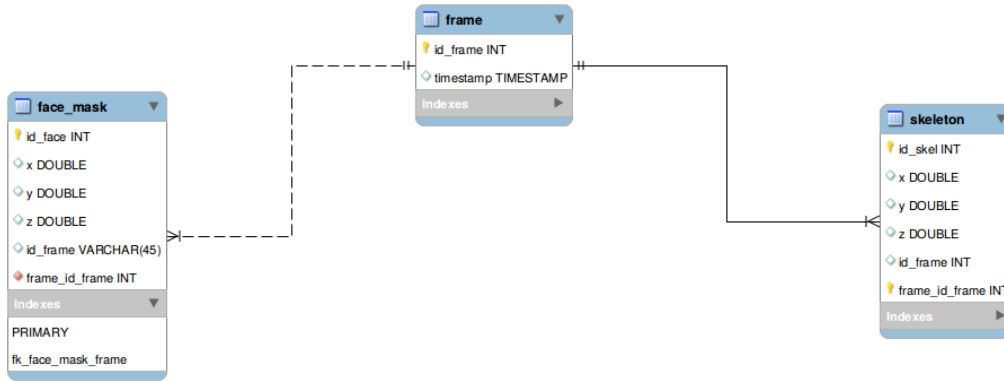 frame
id_frame INT
timestamp TIMESTAMP
Indexes
face_mask
id_face INT
x DOUBLE
y DOUBLE
z DOUBLE
id_frame VARCHAR(45)
frame_id_frame INT
Indexes
PRIMARY
fk_face_mask_frame
skeleton
id_skel INT
x DOUBLE
y DOUBLE
z DOUBLE
id_frame INT
frame_id_frame INT
Indexes